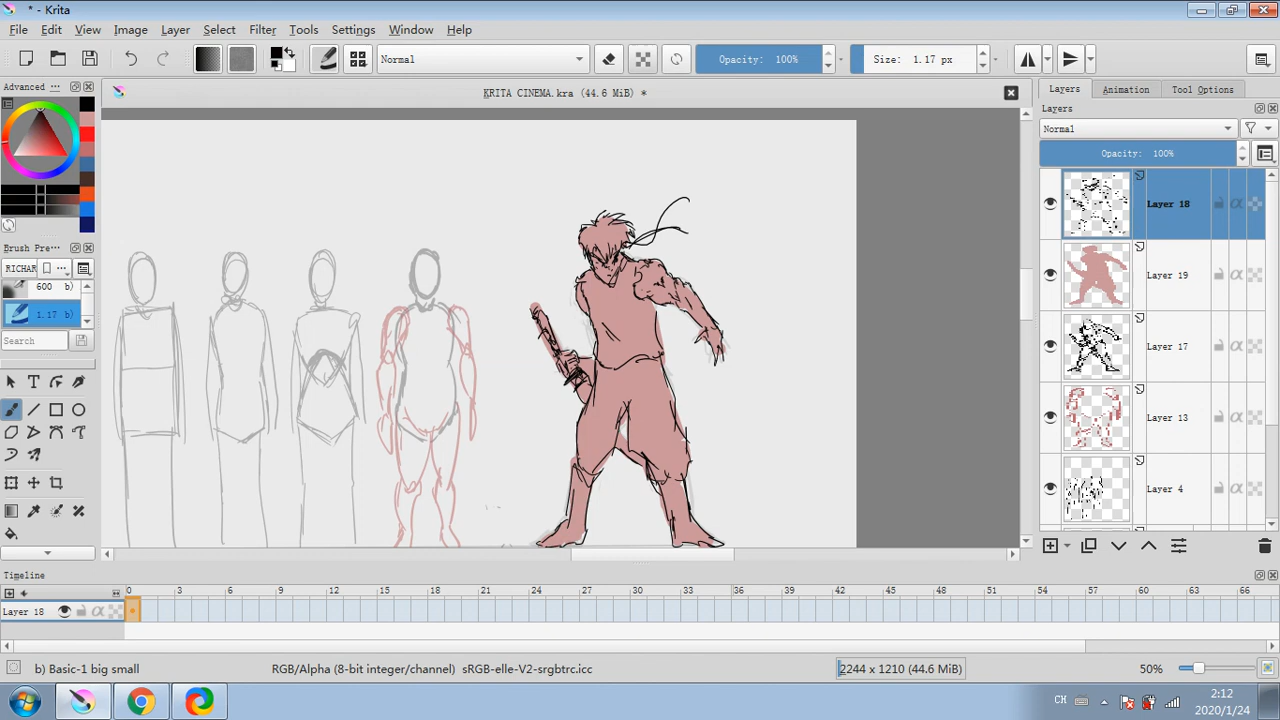 * - Krita
File Edit View Image Layer Select Filter Tools Settings Window Help
Normal
Opacity: 100%
Size: 1.17 px
Advanced ···
KRITA CINEMA.kra (44.6 MiB) *
Layers Animation Tool Options
Layers
Normal
Opacity: 100%
Layer 18
Layer 19
Layer 17
Layer 13
Layer 4
Brush Pre···
RICHAR
600 b)
1.17 b)
Search
Timeline
0 3 6 9 12 15 18 21 24 27 30 33 36 39 42 45 48 51 54 57 60 63 66
Layer 18
b) Basic-1 big small
RGB/Alpha (8-bit integer/channel) sRGB-elle-V2-srgbtrc.icc
2244 x 1210 (44.6 MiB)
50%
CH
2:12
2020/1/24